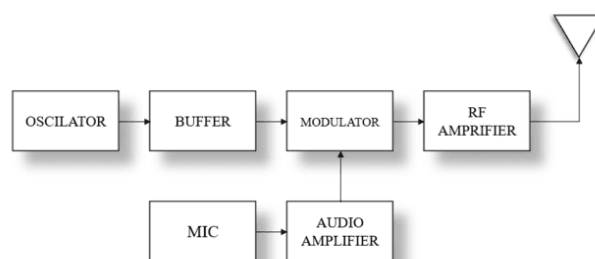 OSCILATOR
BUFFER
MODULATOR
RF
AMPRIFIER
MIC
AUDIO
AMPLIFIER